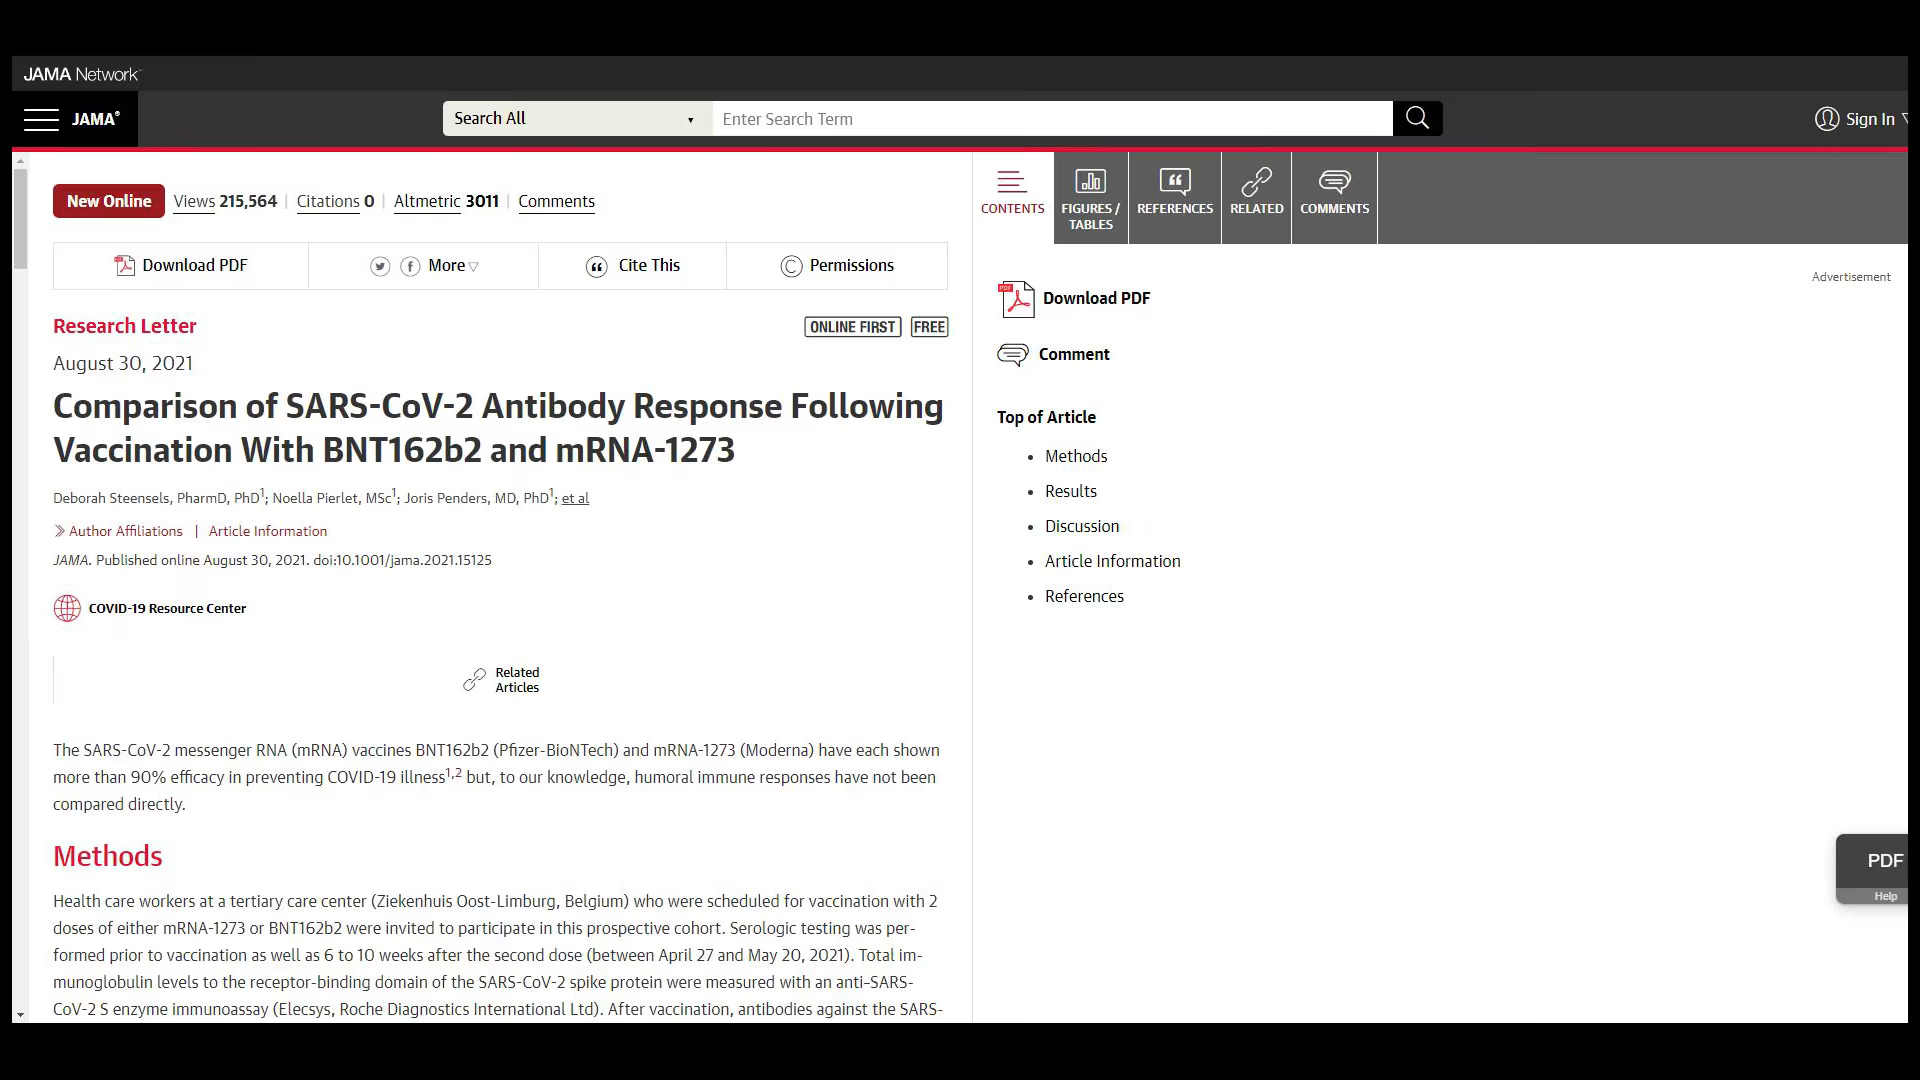 JAMA Network
JAMA®
Search All
Enter Search Term
Sign In
New Online Views 215,564 | Citations 0 | Altmetric 3011 | Comments
Download PDF
More
Cite This
Permissions
Research Letter
ONLINE FIRST FREE
August 30, 2021
Comparison of SARS-CoV-2 Antibody Response Following
Vaccination With BNT162b2 and mRNA-1273
Deborah Steensels, PharmD, PhD1; Noella Pierlet, MSc1; Joris Penders, MD, PhD1; et al
Author Affiliations | Article Information
JAMA. Published online August 30, 2021. doi:10.1001/jama.2021.15125
COVID-19 Resource Center
Related
Articles
The SARS-CoV-2 messenger RNA (mRNA) vaccines BNT162b2 (Pfizer-BioNTech) and mRNA-1273 (Moderna) have each shown
more than 90% efficacy in preventing COVID-19 illness1,2 but, to our knowledge, humoral immune responses have not been
compared directly.
Methods
Health care workers at a tertiary care center (Ziekenhuis Oost-Limburg, Belgium) who were scheduled for vaccination with 2
doses of either mRNA-1273 or BNT162b2 were invited to participate in this prospective cohort. Serologic testing was per-
formed prior to vaccination as well as 6 to 10 weeks after the second dose (between April 27 and May 20, 2021). Total im-
munoglobulin levels to the receptor-binding domain of the SARS-CoV-2 spike protein were measured with an anti–SARS-
CoV-2 S enzyme immunoassay (Elecsys, Roche Diagnostics International Ltd). After vaccination, antibodies against the SARS-
CONTENTS
FIGURES /
TABLES
REFERENCES
RELATED
COMMENTS
Advertisement
Download PDF
Comment
Top of Article
• Methods
• Results
• Discussion
• Article Information
• References
PDF
Help